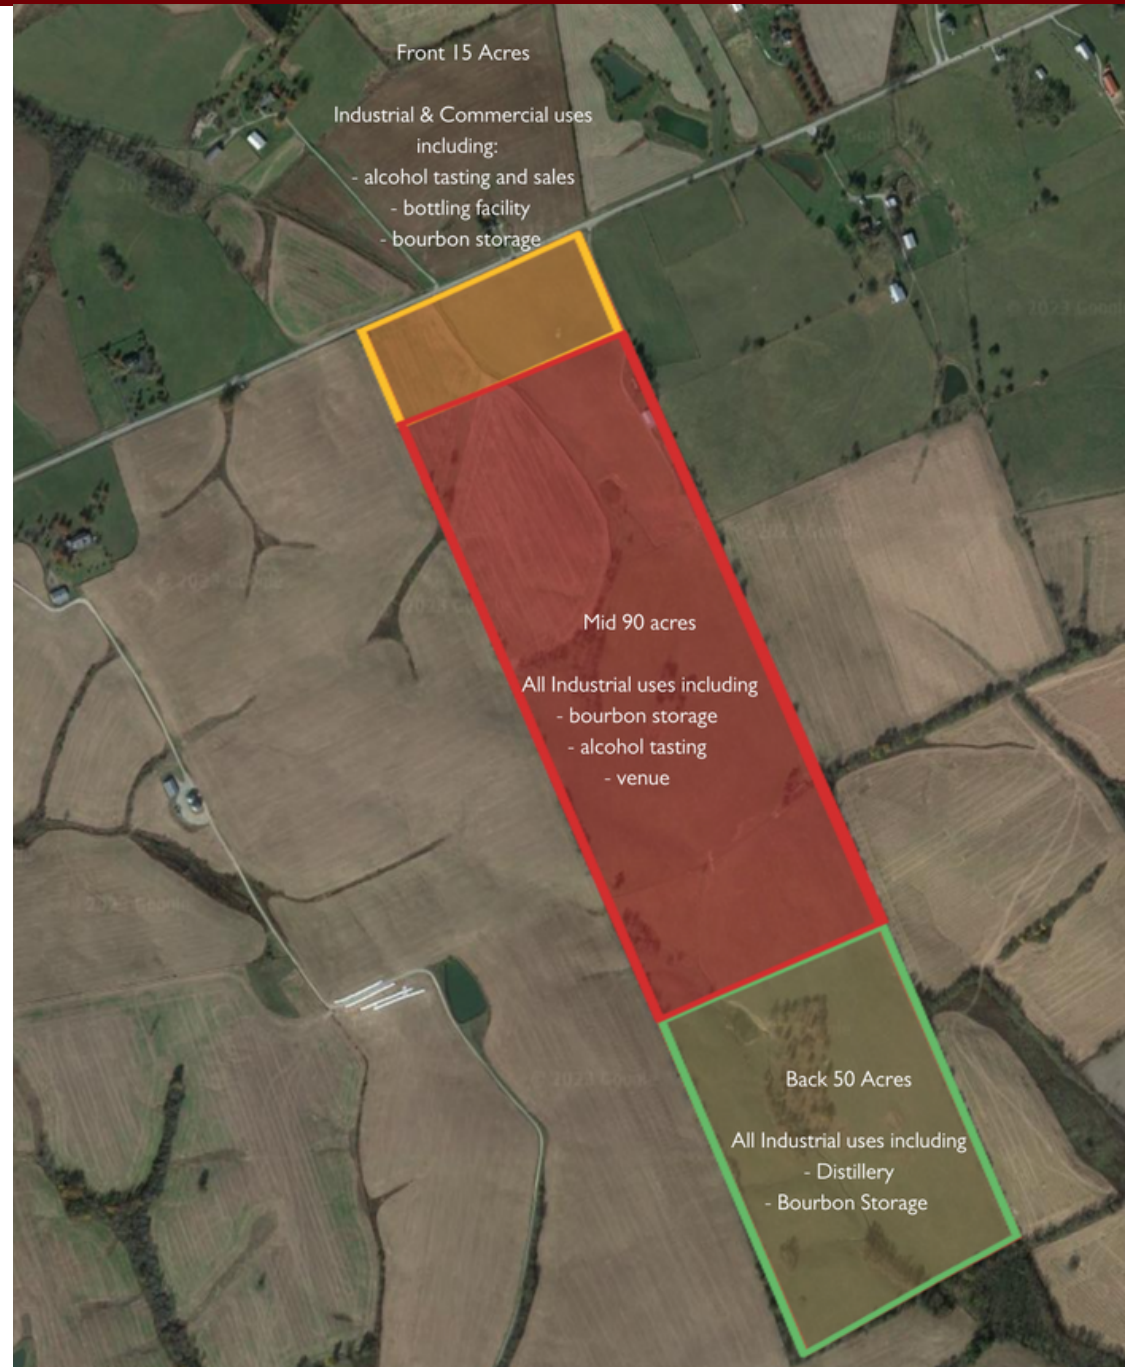 Front 15 Acres
Industrial & Commercial uses
including:
- alcohol tasting and sales
- bottling facility
- bourbon storage
Mid 90 acres
All Industrial uses including
- bourbon storage
- alcohol tasting
- venue
Back 50 Acres
All Industrial uses including
- Distillery
- Bourbon Storage